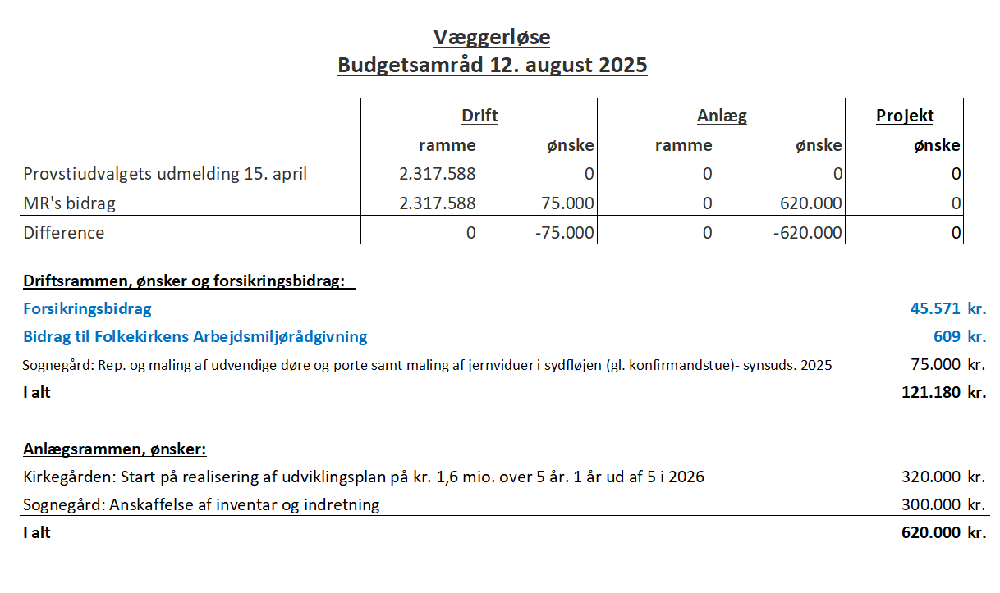 Væggerløse
Budgetsamråd 12. august 2025
Drift Anlæg Projekt
ramme ønske ramme ønske ønske
Provstiudvalgets udmelding 15. april 2.317.588 0 0 0 0
MR's bidrag 2.317.588 75.000 0 620.000 0
Difference 0 -75.000 0 -620.000 0
Driftsrammen, ønsker og forsikringsbidrag:
Forsikringsbidrag 45.571 kr.
Bidrag til Folkekirkens Arbejdsmiljørådgivning 609 kr.
Sognegård: Rep. og maling af udvendige døre og porte samt maling af jernviduer i sydfløjen (gl. konfirmandstue)- synsuds. 2025 75.000 kr.
I alt 121.180 kr.
Anlægsrammen, ønsker:
Kirkegården: Start på realisering af udviklingsplan på kr. 1,6 mio. over 5 år. 1 år ud af 5 i 2026 320.000 kr.
Sognegård: Anskaffelse af inventar og indretning 300.000 kr.
I alt 620.000 kr.